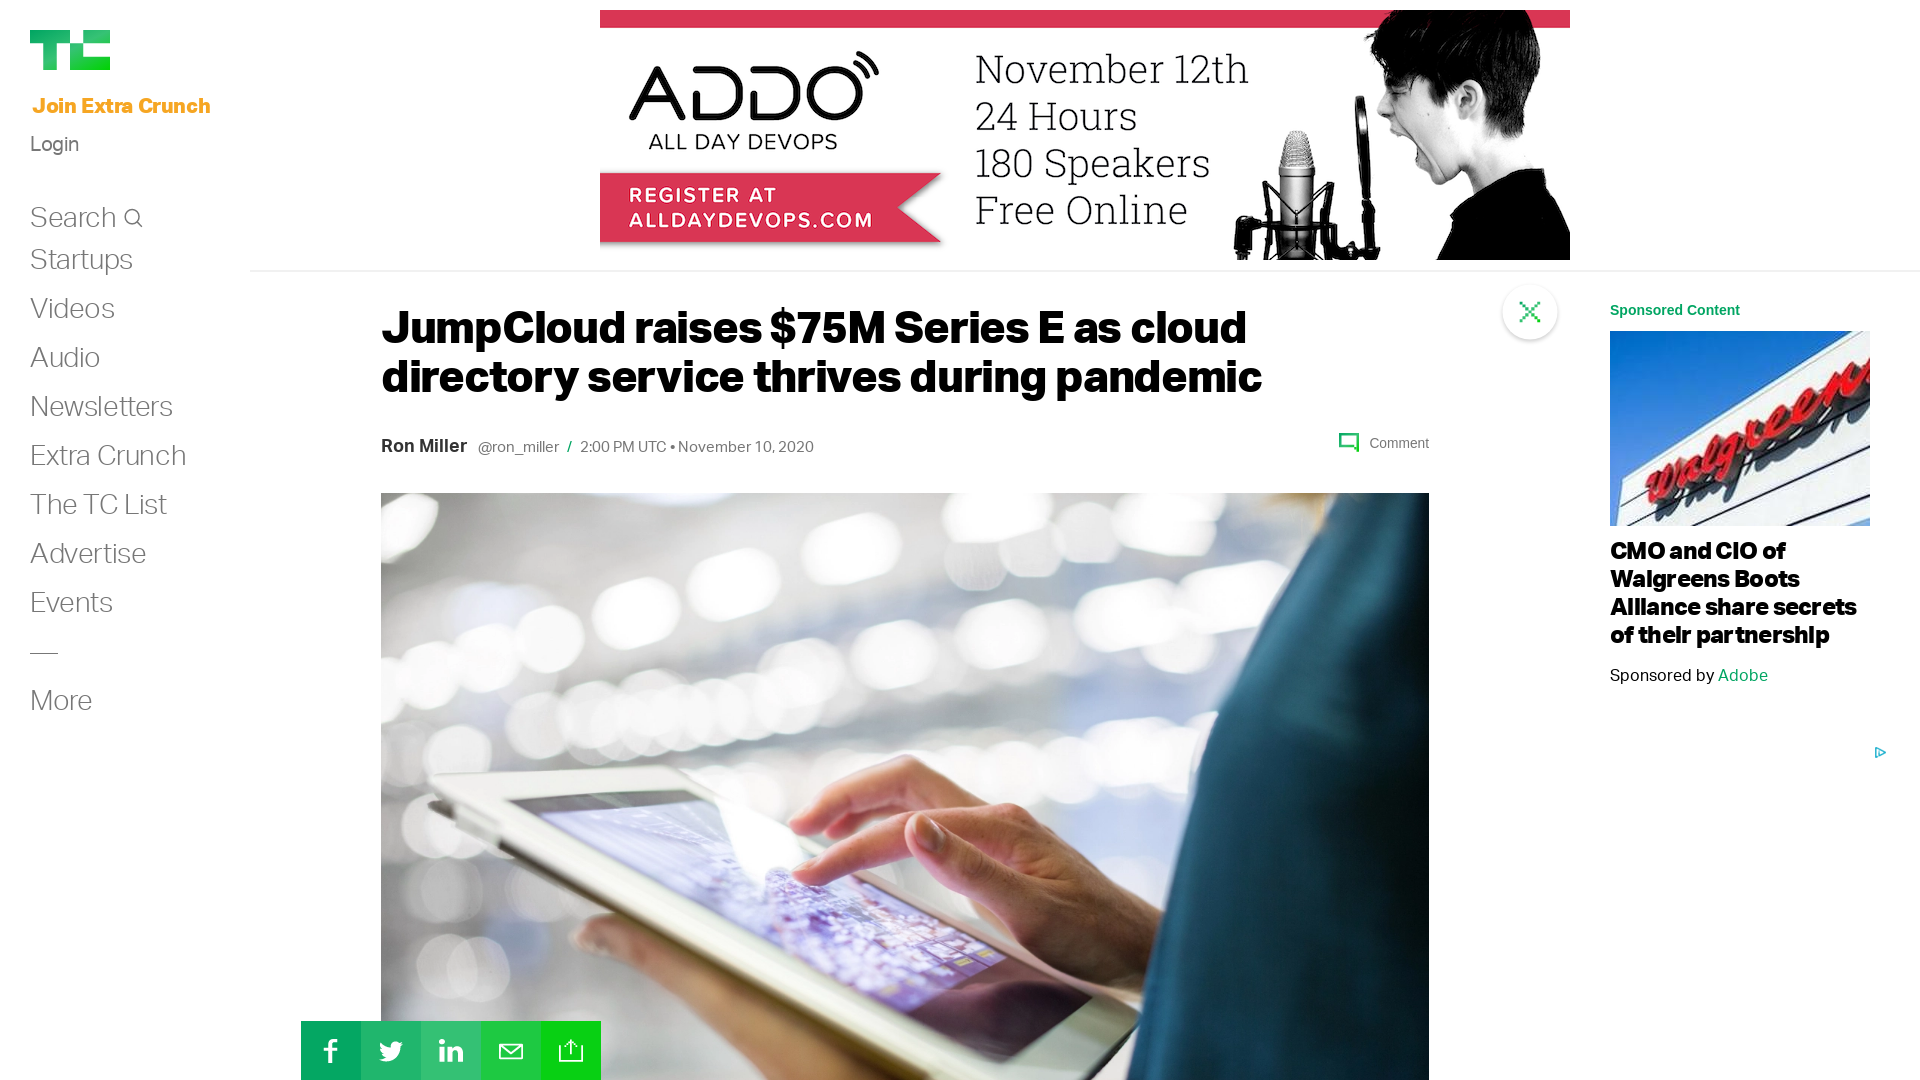 TC
Join Extra Crunch
Login
Search
Startups
Videos
Audio
Newsletters
Extra Crunch
The TC List
Advertise
Events
More
ADDO
ALL DAY DEVOPS
REGISTER AT
ALLDAYDEVOPS.COM
November 12th
24 Hours
180 Speakers
Free Online
JumpCloud raises $75M Series E as cloud
directory service thrives during pandemic
Ron Miller @ron_miller / 2:00 PM UTC • November 10, 2020
Comment
Sponsored Content
Walgreens
CMO and CIO of
Walgreens Boots
Alliance share secrets
of their partnership
Sponsored by Adobe